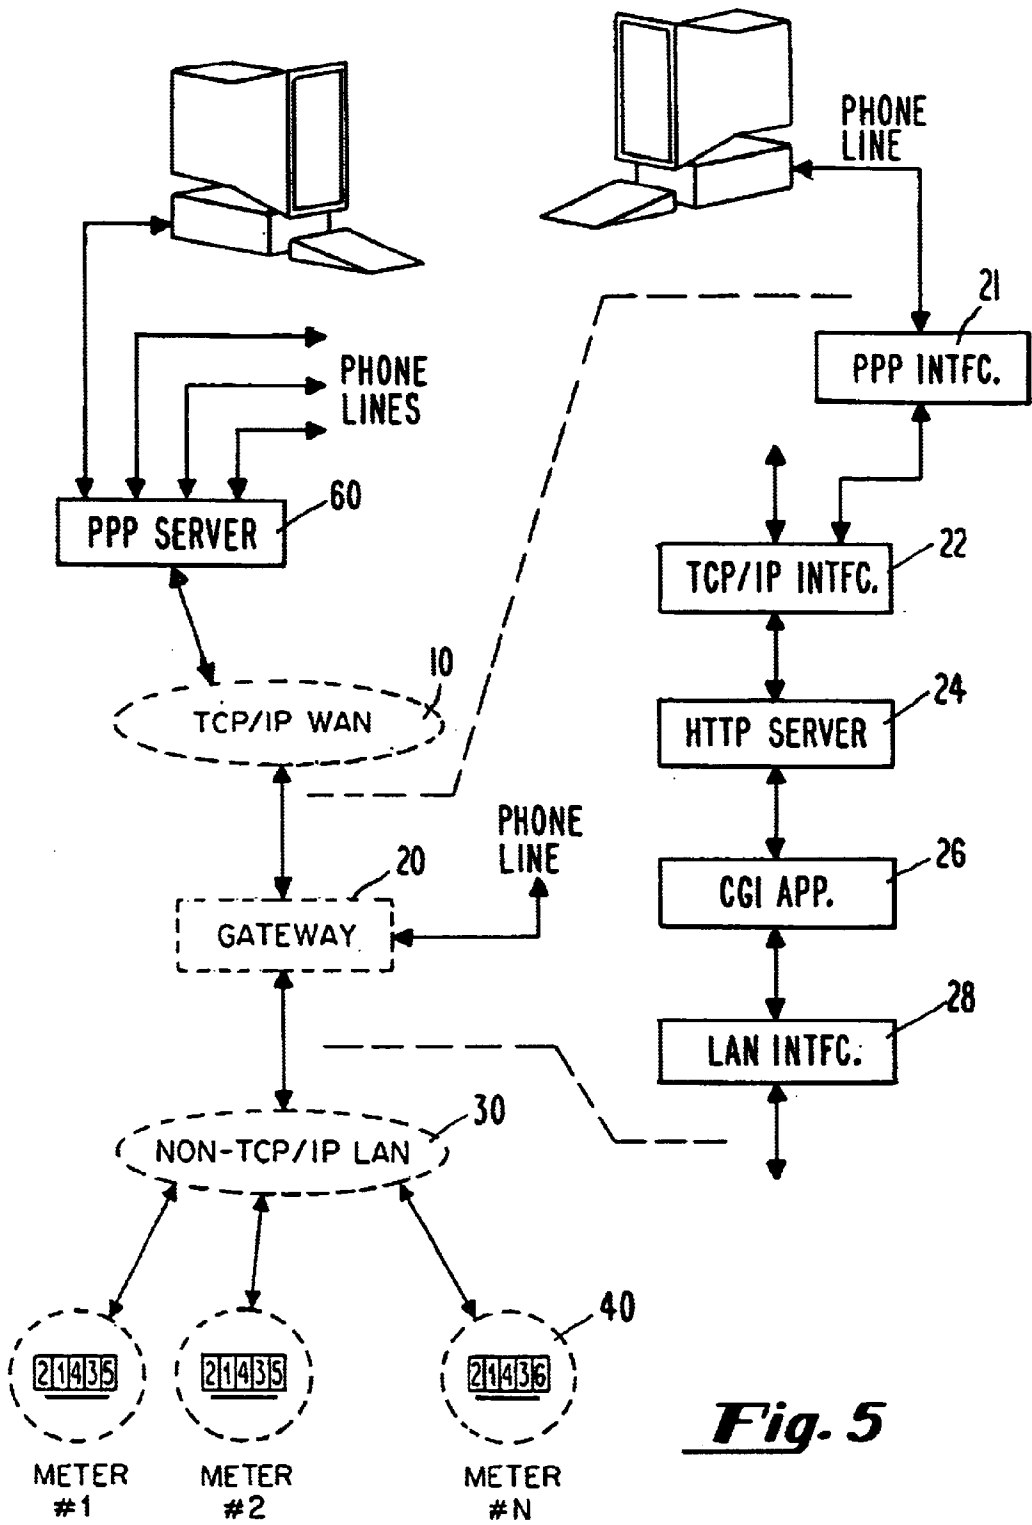 PHONE
LINE
21
PPP INTFC.
PHONE
LINES
60
PPP SERVER
22
TCP/IP INTFC.
10
TCP/IP WAN
24
HTTP SERVER
PHONE
LINE
20
GATEWAY
26
CGI APP.
28
LAN INTFC.
30
NON-TCP/IP LAN
40
21435
21435
21436
METER
#1
METER
#2
METER
#N
Fig. 5